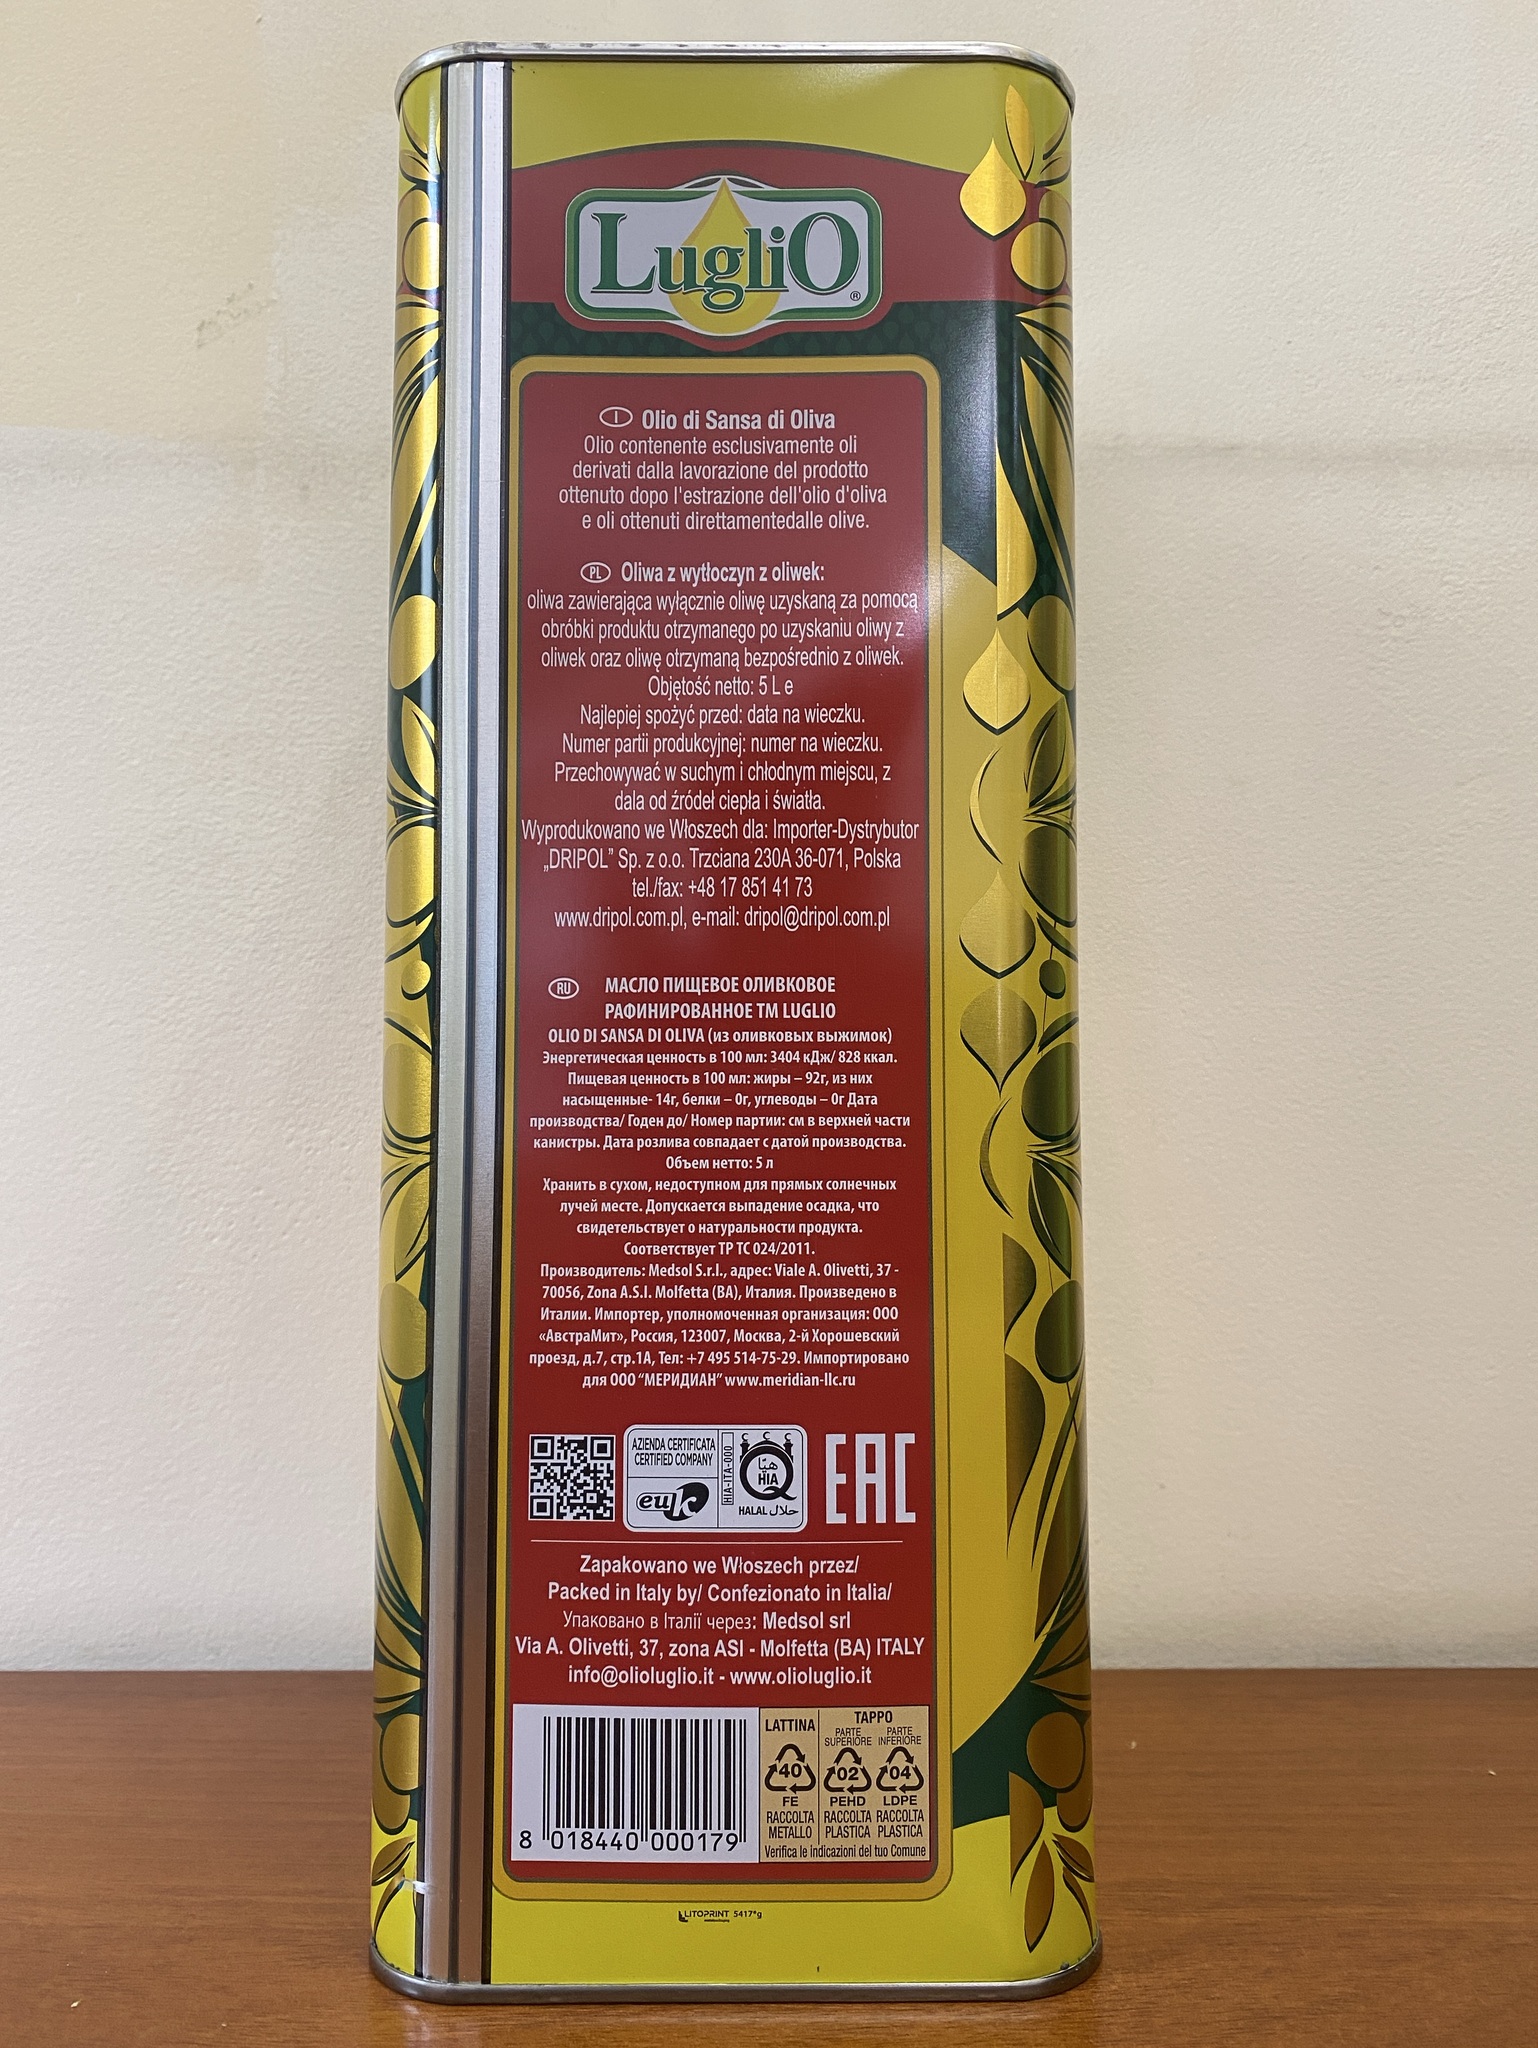 LugliO
®
I Olio di Sansa di Oliva
Olio contenente esclusivamente oli
derivati dalla lavorazione del prodotto
ottenuto dopo l'estrazione dell'olio d'oliva
e oli ottenuti direttamentedalle olive.
PL Oliwa z wytłoczyn z oliwek:
oliwa zawierająca wyłącznie oliwę uzyskaną za pomocą
obróbki produktu otrzymanego po uzyskaniu oliwy z
oliwek oraz oliwę otrzymaną bezpośrednio z oliwek.
Objętość netto: 5 L e
Najlepiej spożyć przed: data na wieczku.
Numer partii produkcyjnej: numer na wieczku.
Przechowywać w suchym i chłodnym miejscu, z
dala od źródeł ciepła i światła.
Wyprodukowano we Włoszech dla: Importer-Dystrybutor
„DRIPOL” Sp. z o.o. Trzciana 230A 36-071, Polska
tel./fax: +48 17 851 41 73
www.dripol.com.pl, e-mail: dripol@dripol.com.pl
RU МАСЛО ПИЩЕВОЕ ОЛИВКОВОЕ
РАФИНИРОВАННОЕ ТМ LUGLIO
OLIO DI SANSA DI OLIVA (из оливковых выжимок)
Энергетическая ценность в 100 мл: 3404 кДж/ 828 ккал.
Пищевая ценность в 100 мл: жиры – 92г, из них
насыщенные- 14г, белки – 0г, углеводы – 0г Дата
производства/ Годен до/ Номер партии: см в верхней части
канистры. Дата розлива совпадает с датой производства.
Объем нетто: 5 л
Хранить в сухом, недоступном для прямых солнечных
лучей месте. Допускается выпадение осадка, что
свидетельствует о натуральности продукта.
Соответствует ТР ТС 024/2011.
Производитель: Medsol S.r.l., адрес: Viale A. Olivetti, 37 -
70056, Zona A.S.I. Molfetta (BA), Италия. Произведено в
Италии. Импортер, уполномоченная организация: ООО
«АвстраМит», Россия, 123007, Москва, 2-й Хорошевский
проезд, д.7, стр.1А, Тел: +7 495 514-75-29. Импортировано
для ООО “МЕРИДИАН” www.meridian-llc.ru
AZIENDA CERTIFICATA
CERTIFIED COMPANY
euk
HIA-ITA-000
هيّا
HIA
HALAL حلال
EAC
Zapakowano we Włoszech przez/
Packed in Italy by/ Confezionato in Italia/
Упаковано в Італії через: Medsol srl
Via A. Olivetti, 37, zona ASI - Molfetta (BA) ITALY
info@olioluglio.it - www.olioluglio.it
8 018440 000179
LATTINA
40
FE
RACCOLTA
METALLO
TAPPO
PARTE SUPERIORE
02
PEHD
RACCOLTA
PLASTICA
PARTE INFERIORE
04
LDPE
RACCOLTA
PLASTICA
Verifica le indicazioni del tuo Comune
LITOPRINT 5417*g